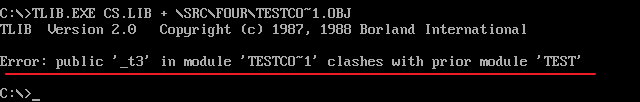 C:\>TLIB.EXE CS.LIB + \SRC\FOUR\TESTCO~1.OBJ
TLIB  Version 2.0   Copyright (c) 1987, 1988 Borland International
Error: public '_t3' in module 'TESTCO~1' clashes with prior module 'TEST'
C:\>_